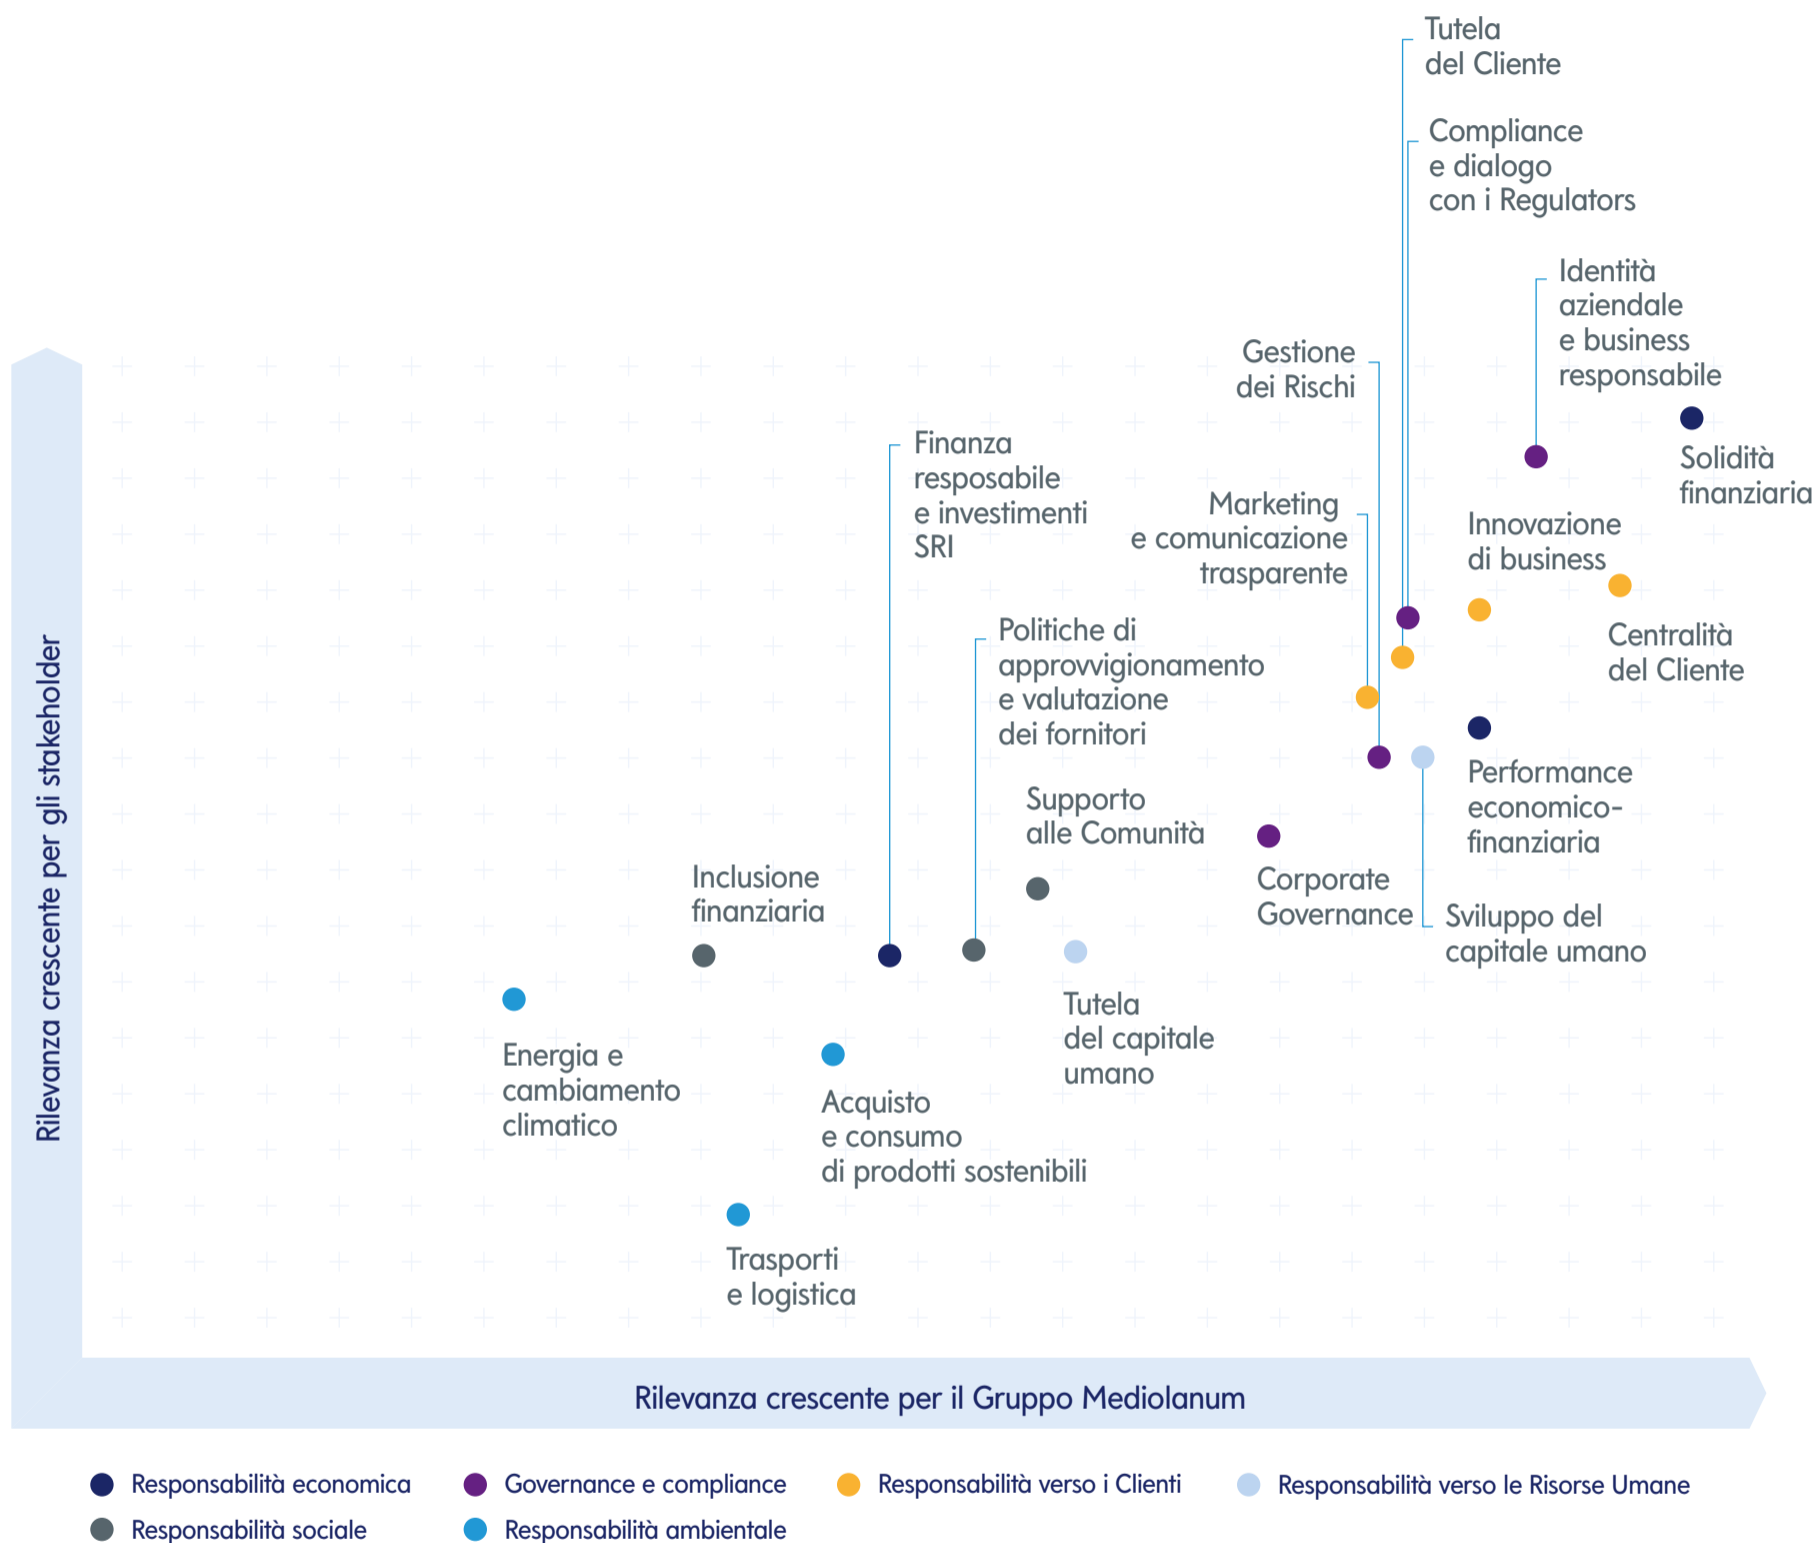 Tutela
del Cliente
Compliance
e dialogo
con i Regulators
Identità
aziendale
e business
responsabile
Gestione
dei Rischi
Finanza
resposabile
e investimenti
SRI
Solidità
finanziaria
Marketing
e comunicazione
trasparente
Innovazione
di business
Politiche di
approvvigionamento
e valutazione
dei fornitori
Centralità
del Cliente
Performance
economico-
finanziaria
Supporto
alle Comunità
Inclusione
finanziaria
Corporate
Governance
Sviluppo del
capitale umano
Tutela
del capitale
umano
Energia e
cambiamento
climatico
Acquisto
e consumo
di prodotti sostenibili
Trasporti
e logistica
Rilevanza crescente per gli stakeholder
Rilevanza crescente per il Gruppo Mediolanum
Responsabilità economica
Governance e compliance
Responsabilità verso i Clienti
Responsabilità verso le Risorse Umane
Responsabilità sociale
Responsabilità ambientale